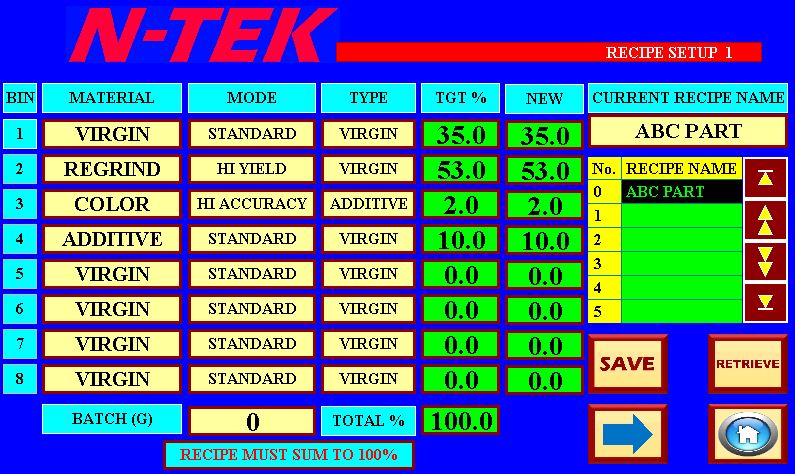 N-TEK
RECIPE SETUP 1
BIN MATERIAL MODE TYPE TGT % NEW CURRENT RECIPE NAME
1 VIRGIN STANDARD VIRGIN 35.0 35.0 ABC PART
2 REGRIND HI YIELD VIRGIN 53.0 53.0
No. RECIPE NAME
0 ABC PART
3 COLOR HI ACCURACY ADDITIVE 2.0 2.0
1
4 ADDITIVE STANDARD VIRGIN 10.0 10.0
2
5 VIRGIN STANDARD VIRGIN 0.0 0.0
3
4
6 VIRGIN STANDARD VIRGIN 0.0 0.0
5
7 VIRGIN STANDARD VIRGIN 0.0 0.0
SAVE RETRIEVE
8 VIRGIN STANDARD VIRGIN 0.0 0.0
BATCH (G) 0 TOTAL % 100.0
RECIPE MUST SUM TO 100%